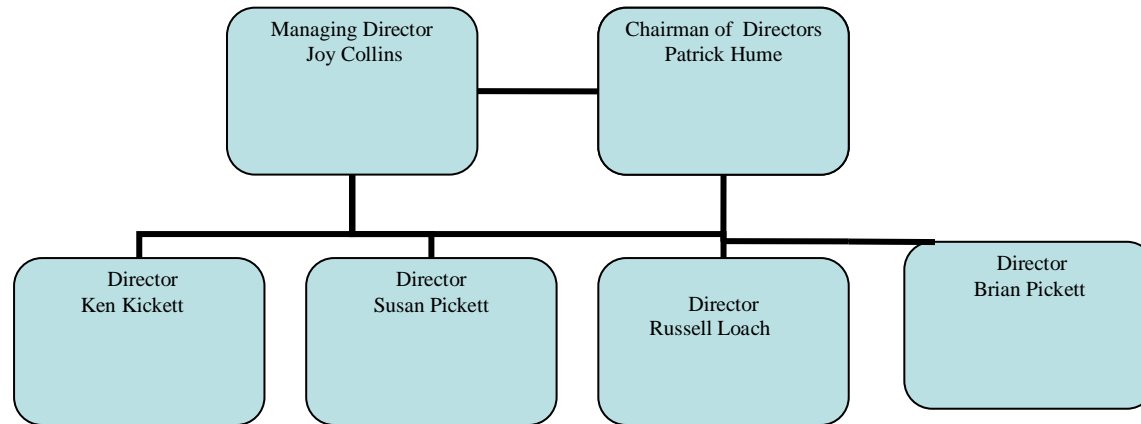 Managing Director
Joy Collins
Chairman of  Directors
Patrick Hume
Director
Ken Kickett
Director
Susan Pickett
Director
Russell Loach
Director
Brian Pickett